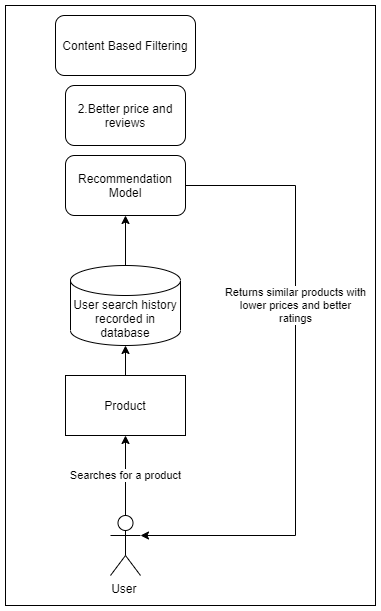 Content Based Filtering
2.Better price and
reviews
Recommendation
Model
User search history
recorded in
database
Returns similar products with
lower prices and better
ratings
Product
Searches for a product
User